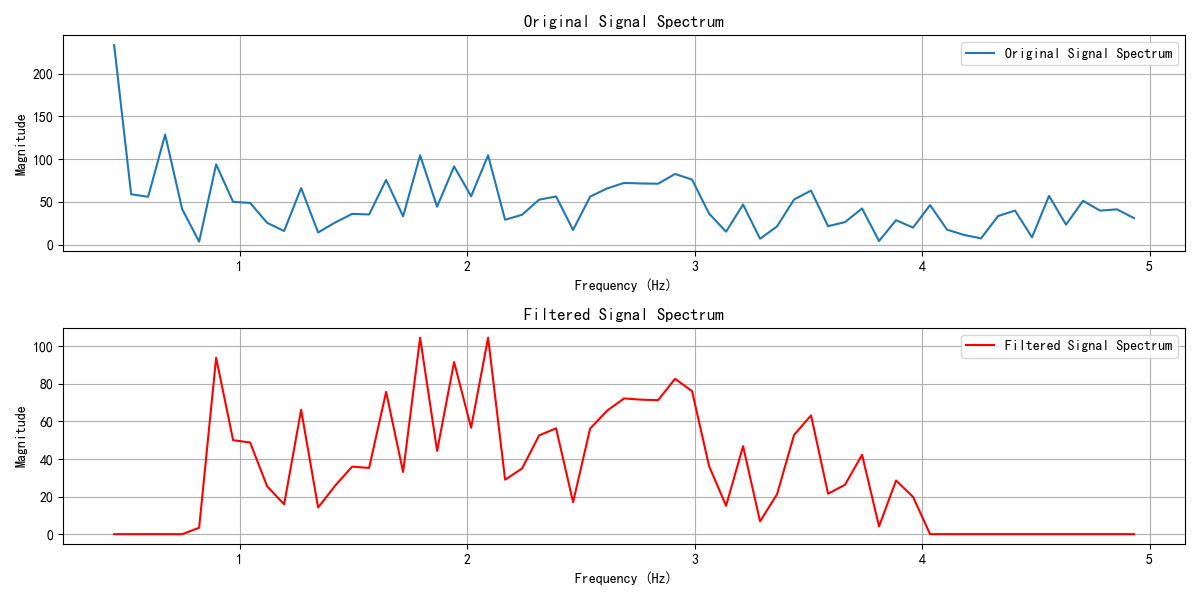 Original Signal Spectrum
Original Signal Spectrum
200
150
100
50
0
Magnitude
1 2 3 4 5
Frequency (Hz)
Filtered Signal Spectrum
Filtered Signal Spectrum
100
80
60
40
20
0
Magnitude
1 2 3 4 5
Frequency (Hz)